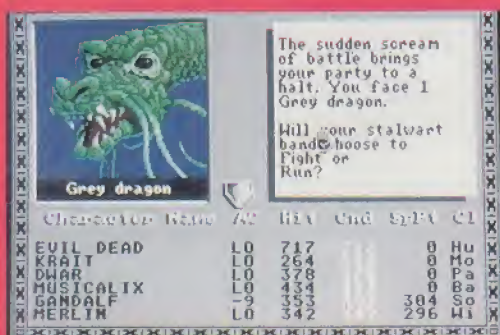 The sudden scream
of battle brings
your party to a
halt. You face 1
Grey dragon.
Will your stalwart
band choose to
Fight or
Run?
Grey dragon
Character Name AC Hit Cnd SpPt Cl
EVIL DEAD LO 717 0 Hu
KRAIT LO 264 0 Mo
DWAR LO 378 0 Pa
MUSICALIX LO 434 0 Ba
GANDALF -9 353 304 So
MERLIN LO 342 296 Wi